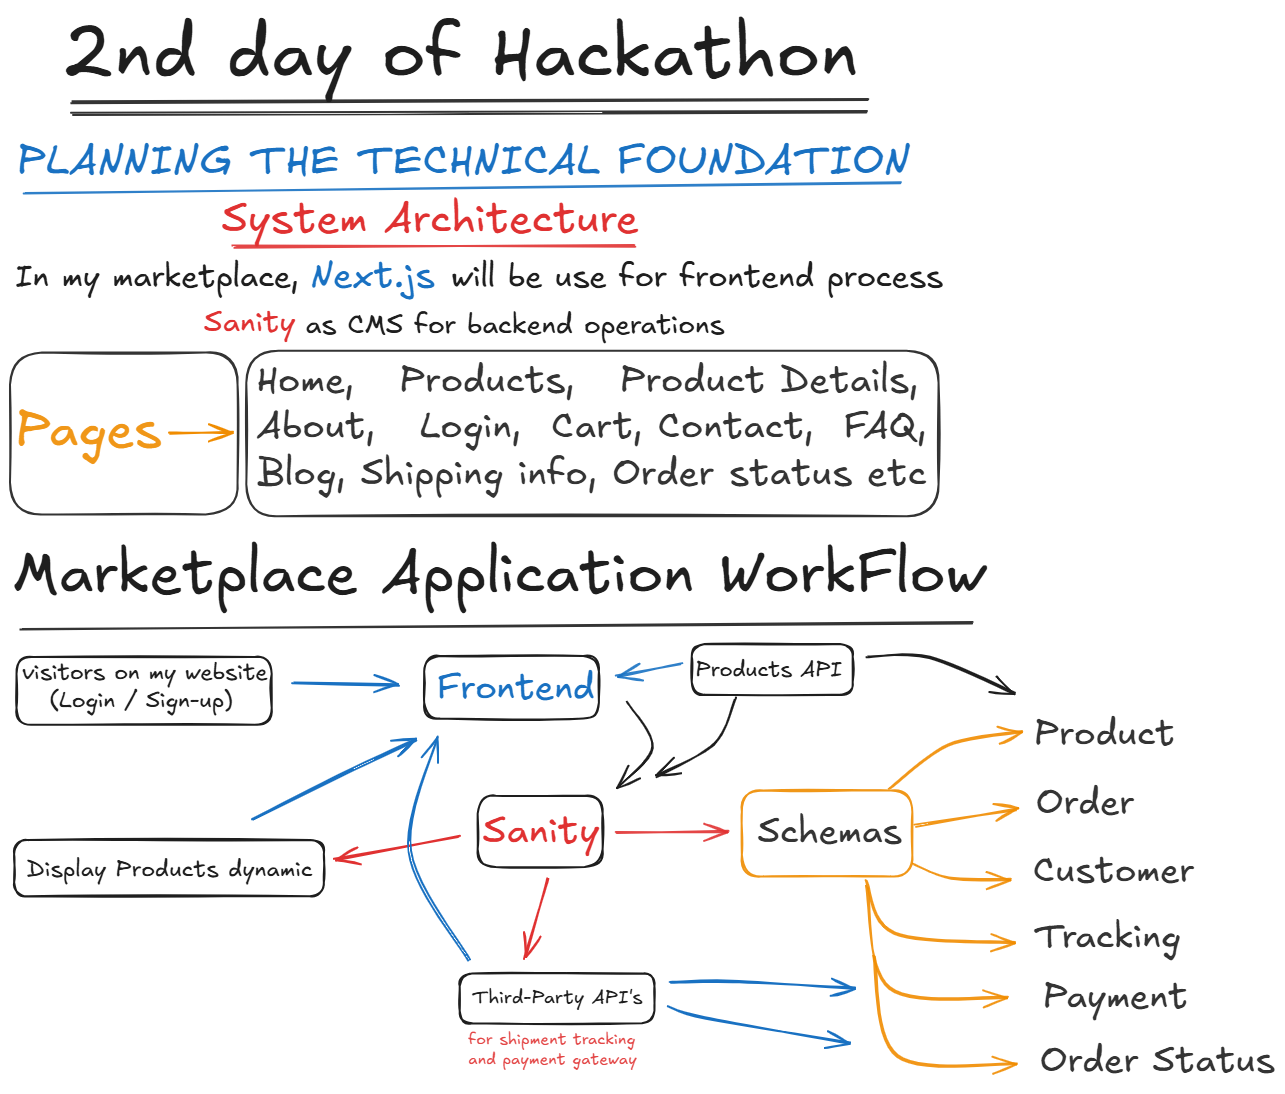 2nd day of Hackathon
PLANNING THE TECHNICAL FOUNDATION
System Architecture
In my marketplace, Next.js will be use for frontend process
Sanity as CMS for backend operations
Pages
Home, Products, Product Details,
About, Login, Cart, Contact, FAQ,
Blog, Shipping info, Order status etc
Marketplace Application WorkFlow
visitors on my website
(Login / Sign-up)
Frontend
Products API
Product
Order
Sanity
Schemas
Display Products dynamic
Customer
Tracking
Third-Party API's
for shipment tracking
and payment gateway
Payment
Order Status